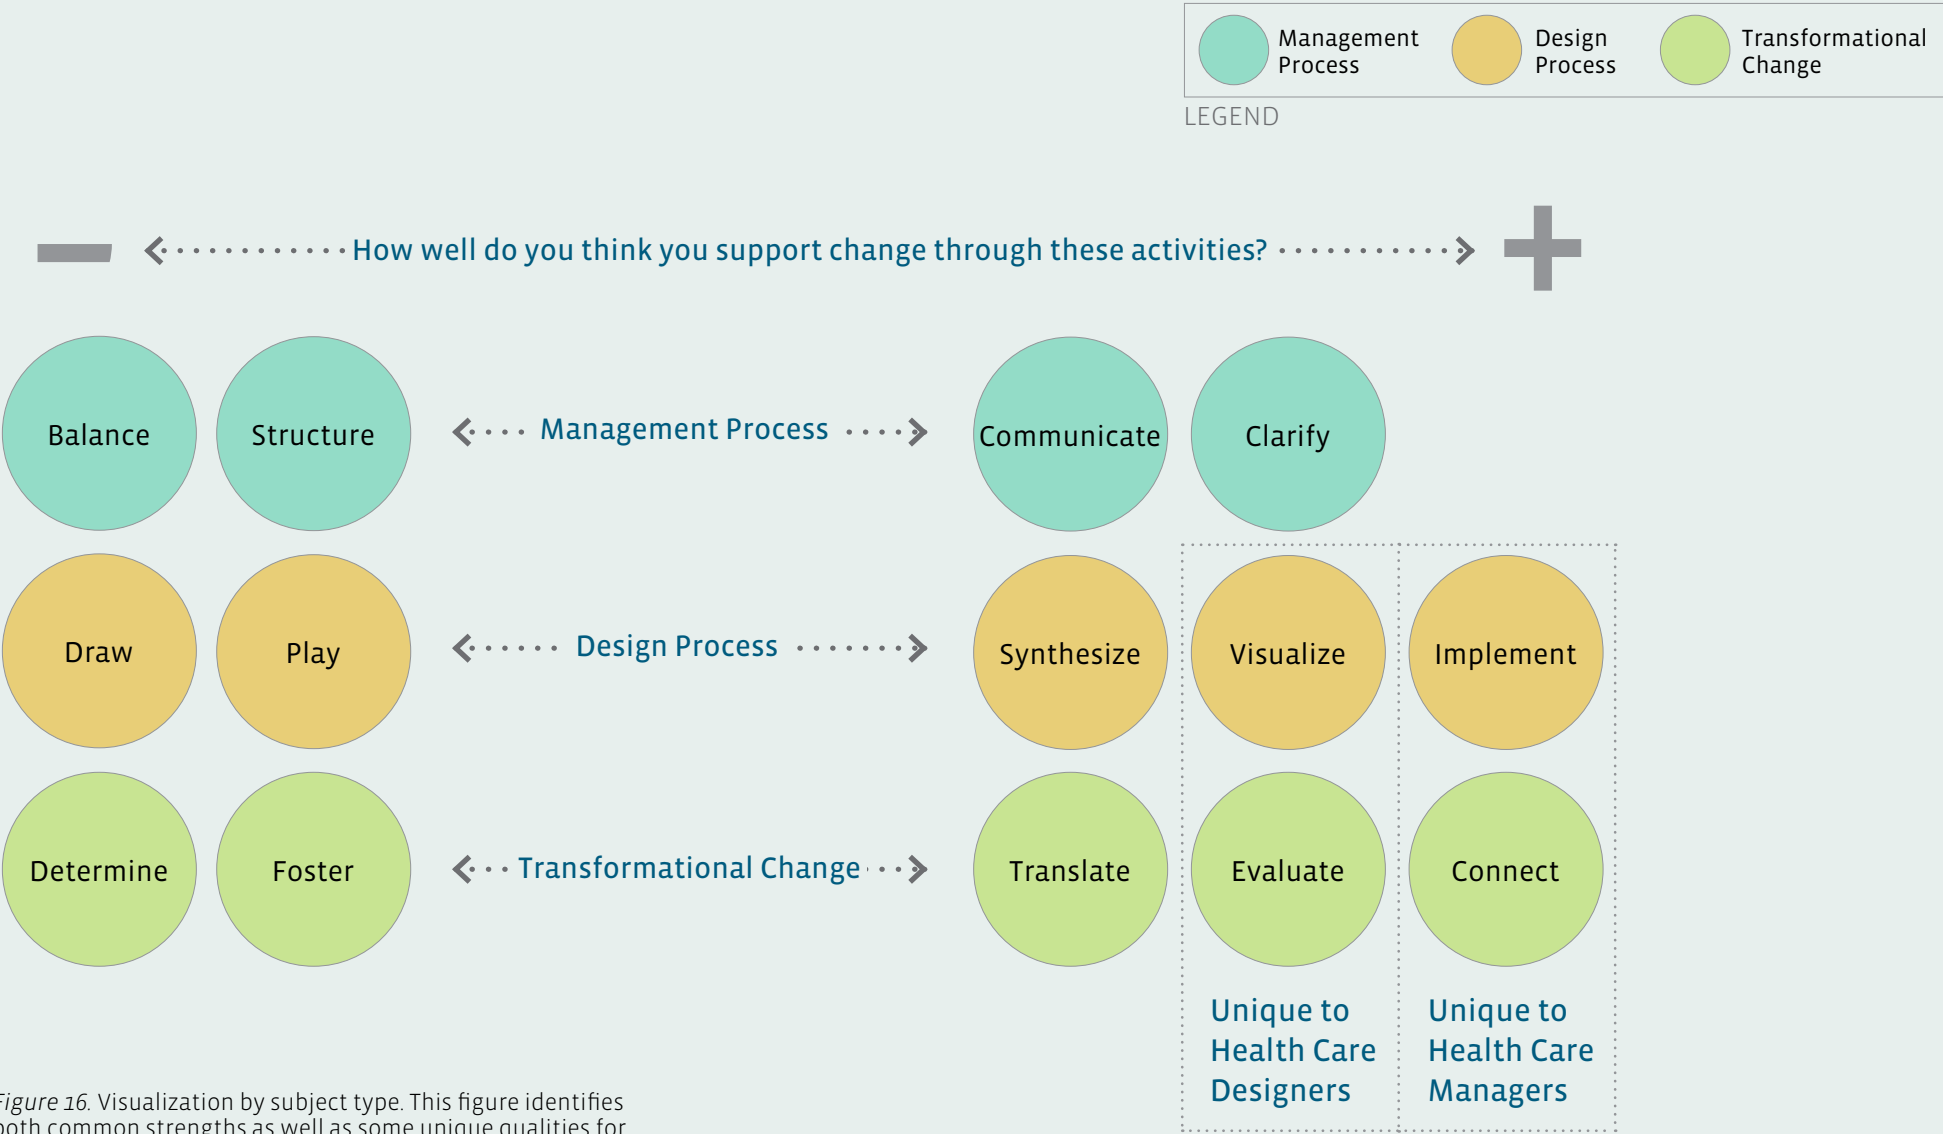 Management
Process
Design
Process
Transformational
Change
LEGEND
How well do you think you support change through these activities?
Balance
Structure
Management Process
Communicate
Clarify
Draw
Play
Design Process
Synthesize
Visualize
Implement
Determine
Foster
Transformational Change
Translate
Evaluate
Connect
Unique to
Health Care
Designers
Unique to
Health Care
Managers
Figure 16. Visualization by subject type. This figure identifies
both common strengths as well as some unique qualities for